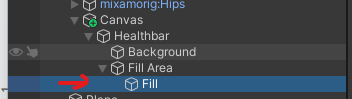 mixamorig:Hips
Canvas
Healthbar
Background
Fill Area
Fill